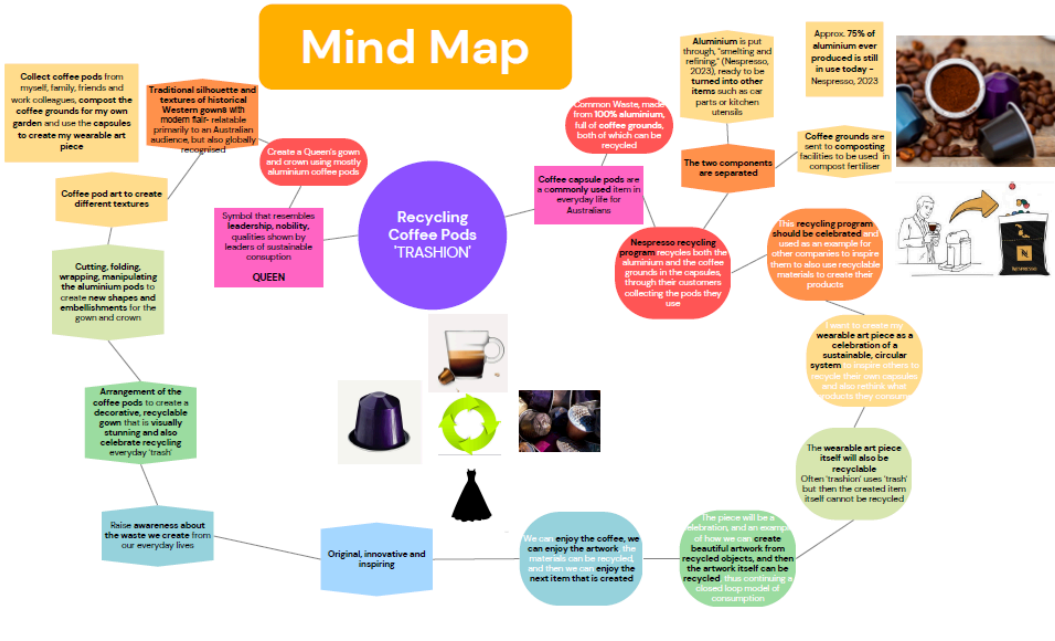 Mind Map
Collect coffee pods from
myself, family, friends and
work colleagues, compost the
coffee grounds for my own
garden and use the capsules
to create my wearable art
piece
Traditional silhouette and
textures of historical
Western gowns with
modern flair- relatable
primarily to an Australian
audience, but also globally
recognised
Create a Queen's gown
and crown using mostly
aluminium coffee pods
Coffee pod art to create
different textures
Symbol that resembles
leadership, nobility,
qualities shown by
leaders of sustainable
consuption
QUEEN
Cutting, folding,
wrapping, manipulating
the aluminium pods to
create new shapes and
embellishments for the
gown and crown
Arrangement of the
coffee pods to create a
decorative, recyclable
gown that is visually
stunning and also
celebrate recycling
everyday 'trash'
Raise awareness about
the waste we create from
our everyday lives
Original, innovative and
inspiring
Recycling
Coffee Pods
'TRASHION'
Common Waste, made
from 100% aluminium,
full of coffee grounds,
both of which can be
recycled
Coffee capsule pods are
a commonly used item in
everyday life for
Australians
Nespresso recycling
program recycles both the
aluminium and the coffee
grounds in the capsules,
through their customers
collecting the pods they
use
The two components
are separated
Aluminium is put
through, "smelting and
refining," (Nespresso,
2023), ready to be
turned into other
items such as car
parts or kitchen
utensils
Approx. 75% of
aluminium ever
produced is still
in use today -
Nespresso, 2023
Coffee grounds are
sent to composting
facilities to be used in
compost fertiliser
This recycling program
should be celebrated and
used as an example for
other companies to inspire
them to also use recyclable
materials to create their
products
I want to create my
wearable art piece as a
celebration of a
sustainable, circular
system to inspire others to
recycle their own capsules
and also rethink what
products they consume
The wearable art piece
itself will also be
recyclable
Often 'trashion' uses 'trash'
but then the created item
itself cannot be recycled
The piece will be a
celebration, and an example
of how we can create
beautiful artwork from
recycled objects, and then
the artwork itself can be
recycled, thus continuing a
closed loop model of
consumption
We can enjoy the coffee, we
can enjoy the artwork, the
materials can be recycled,
and then we can enjoy the
next item that is created